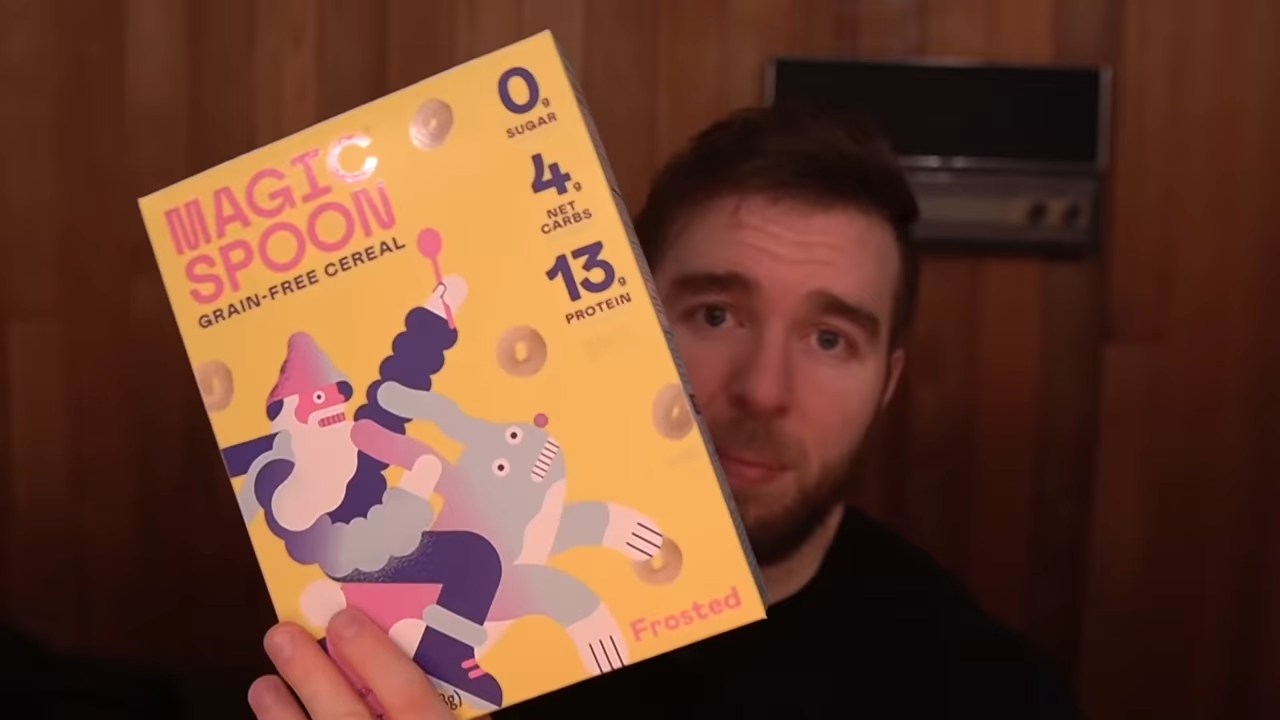 MAGIC
SPOON
GRAIN-FREE CEREAL
0g
SUGAR
4g
NET
CARBS
13g
PROTEIN
Frosted